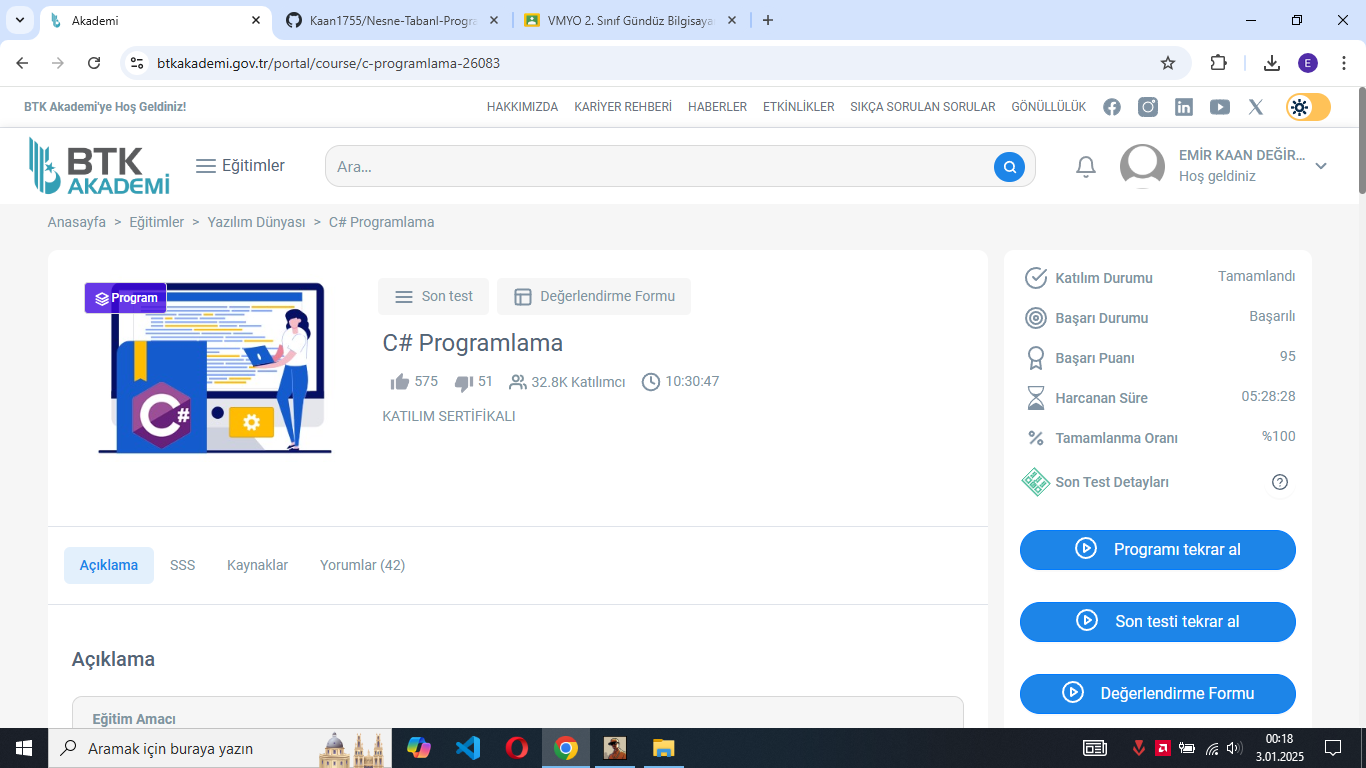 Akademi
Kaan1755/Nesne-Tabanl-Progra
VMYO 2. Sınıf Gündüz Bilgisaya
btkakademi.gov.tr/portal/course/c-programlama-26083
E
BTK Akademi'ye Hoş Geldiniz!
HAKKIMIZDA
KARİYER REHBERİ
HABERLER
ETKİNLİKLER
SIKÇA SORULAN SORULAR
GÖNÜLLÜLÜK
BTK
AKADEMİ
Eğitimler
Ara...
EMİR KAAN DEĞİR...
Hoş geldiniz
Anasayfa > Eğitimler > Yazılım Dünyası > C# Programlama
Program
C#
Son test
Değerlendirme Formu
C# Programlama
575
51
32.8K Katılımcı
10:30:47
KATILIM SERTİFİKALI
Katılım Durumu
Tamamlandı
Başarı Durumu
Başarılı
Başarı Puanı
95
Harcanan Süre
05:28:28
Tamamlanma Oranı
%100
Son Test Detayları
Programı tekrar al
Son testi tekrar al
Değerlendirme Formu
Açıklama
SSS
Kaynaklar
Yorumlar (42)
Açıklama
Eğitim Amacı
Aramak için buraya yazın
00:18
3.01.2025